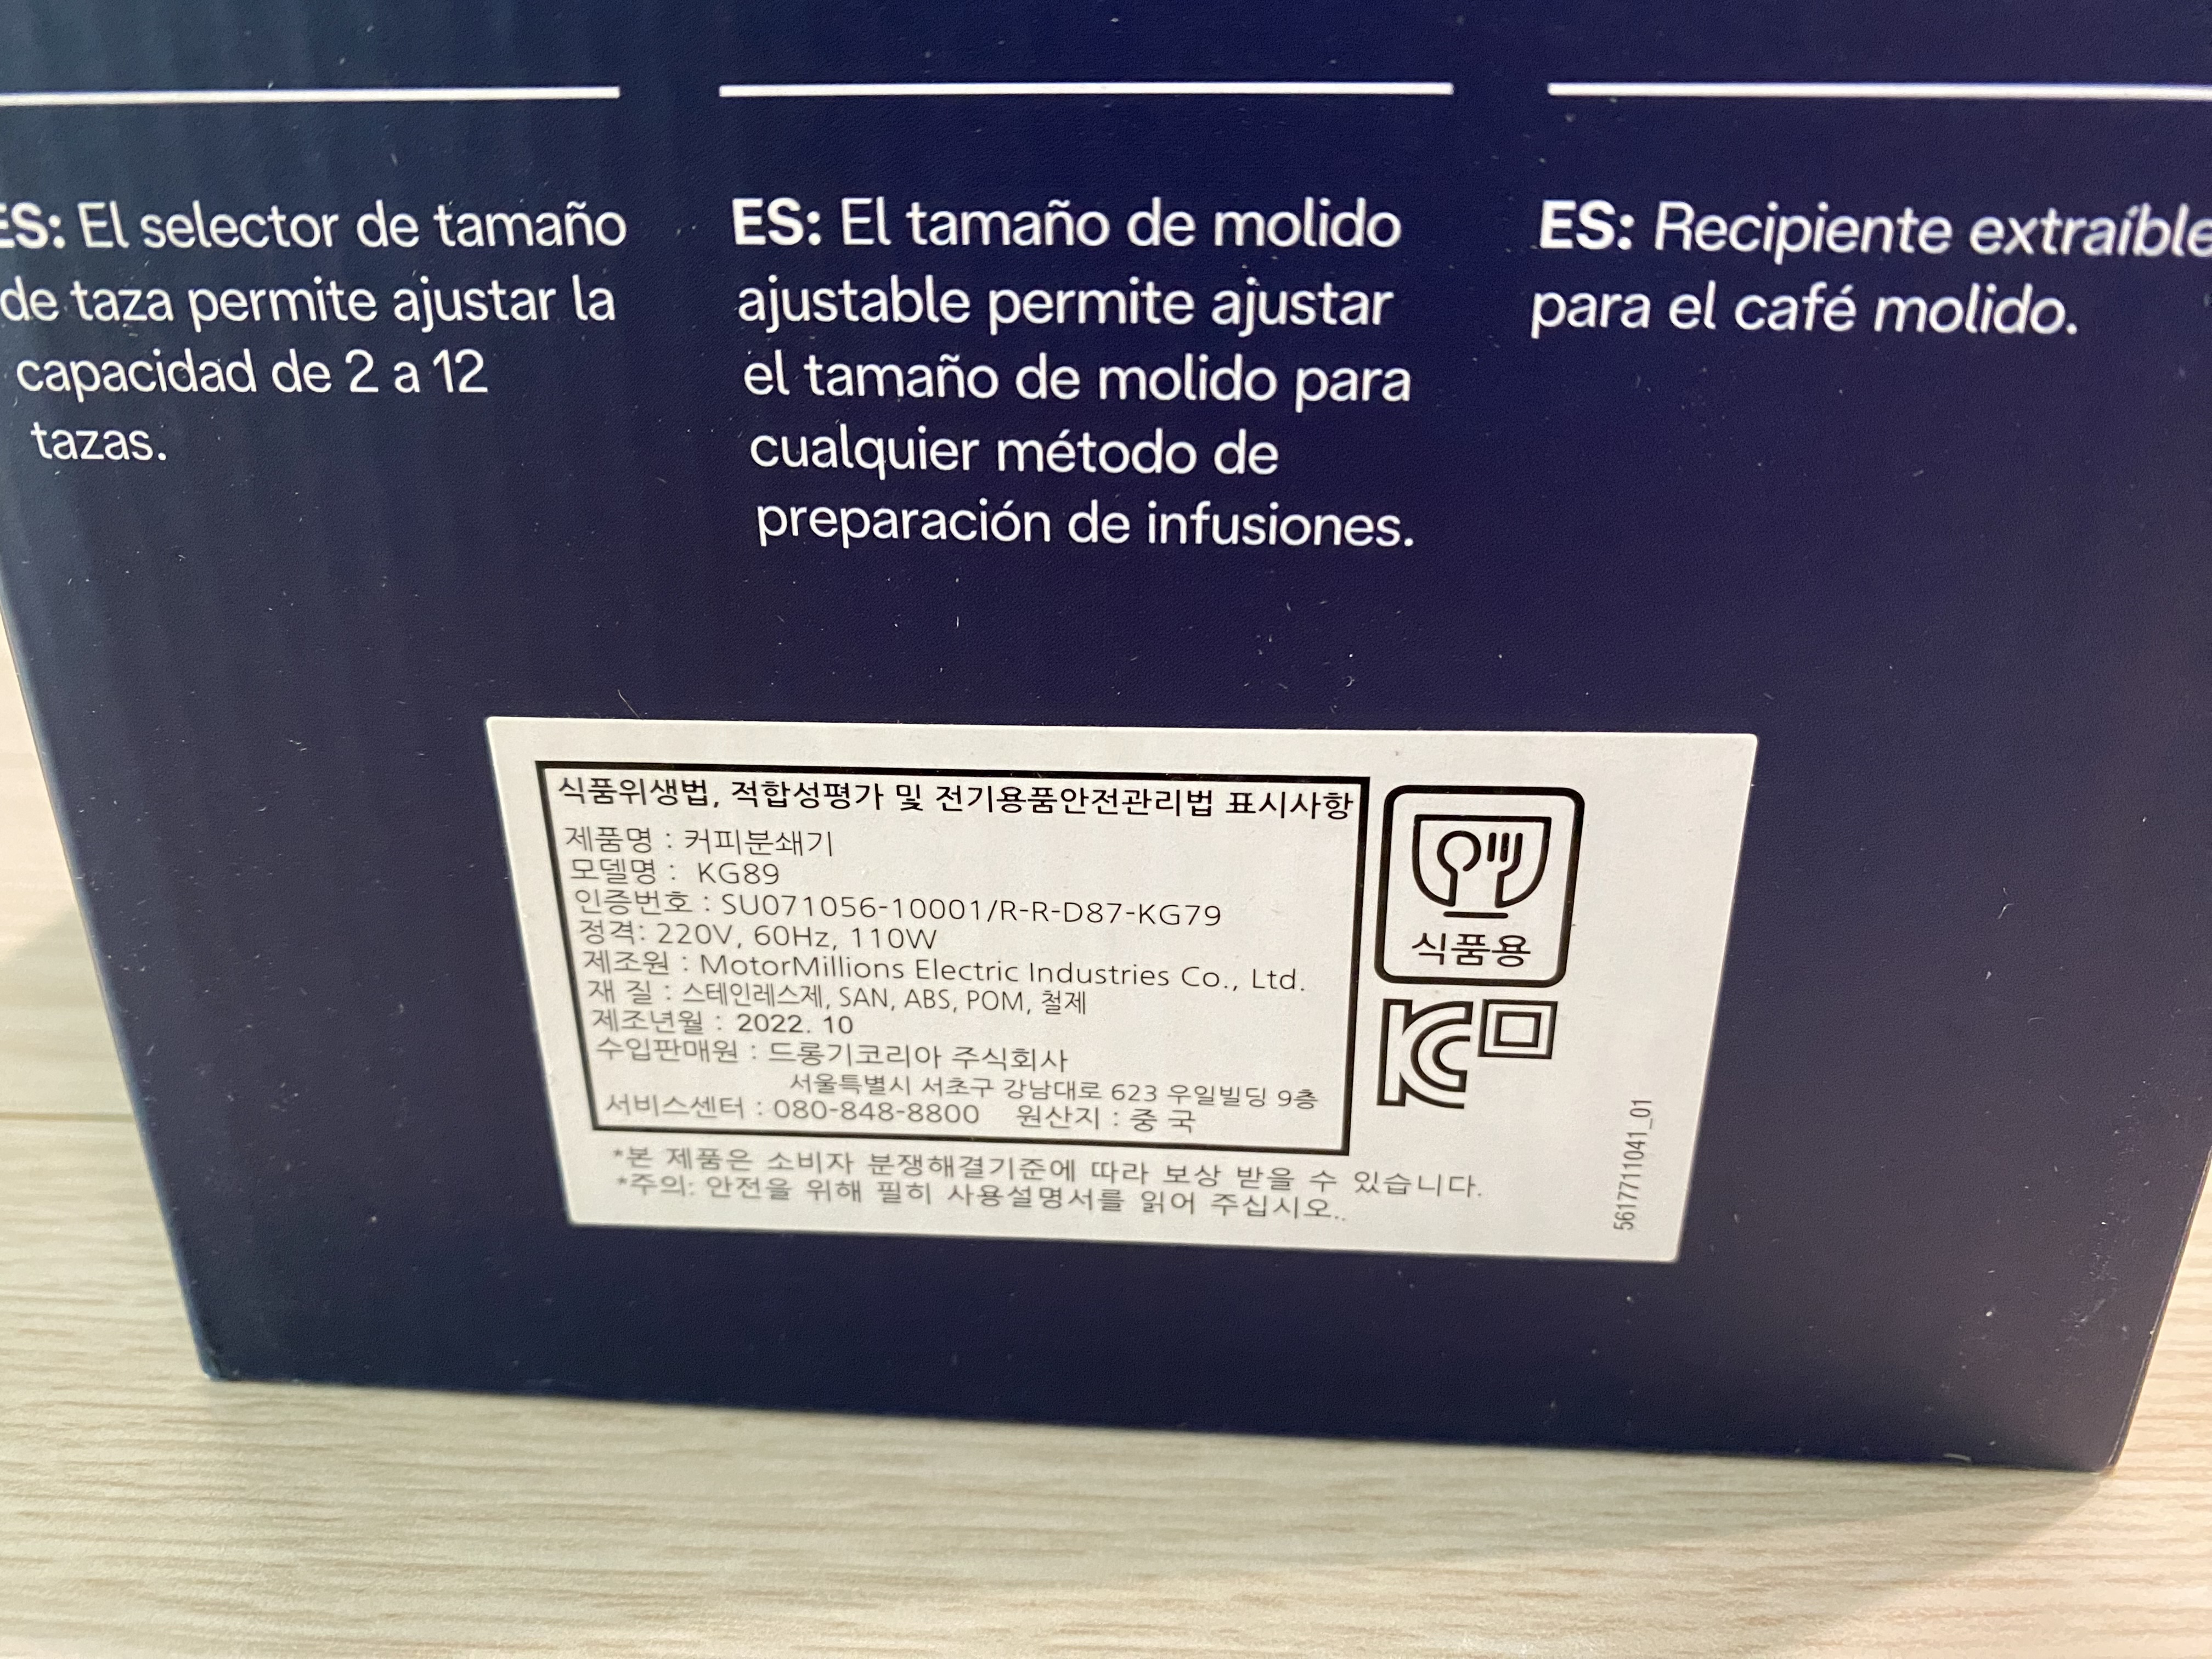 ES: El selector de tamaño
de taza permite ajustar la
capacidad de 2 a 12
tazas.
ES: El tamaño de molido
ajustable permite ajustar
el tamaño de molido para
cualquier método de
preparación de infusiones.
ES: Recipiente extraíble
para el café molido.
식품위생법, 적합성평가 및 전기용품안전관리법 표시사항
제품명 : 커피분쇄기
모델명 : KG89
인증번호 : SU071056-10001/R-R-D87-KG79
정격: 220V, 60Hz, 110W
제조원 : MotorMillions Electric Industries Co., Ltd.
재 질 : 스테인레스제, SAN, ABS, POM, 철제
제조년월 : 2022. 10
수입판매원 : 드롱기코리아 주식회사
서울특별시 서초구 강남대로 623 우일빌딩 9층
서비스센터 : 080-848-8800 원산지 : 중 국
*본 제품은 소비자 분쟁해결기준에 따라 보상 받을 수 있습니다.
*주의: 안전을 위해 필히 사용설명서를 읽어 주십시오..
식품용
KC
5617711041_01